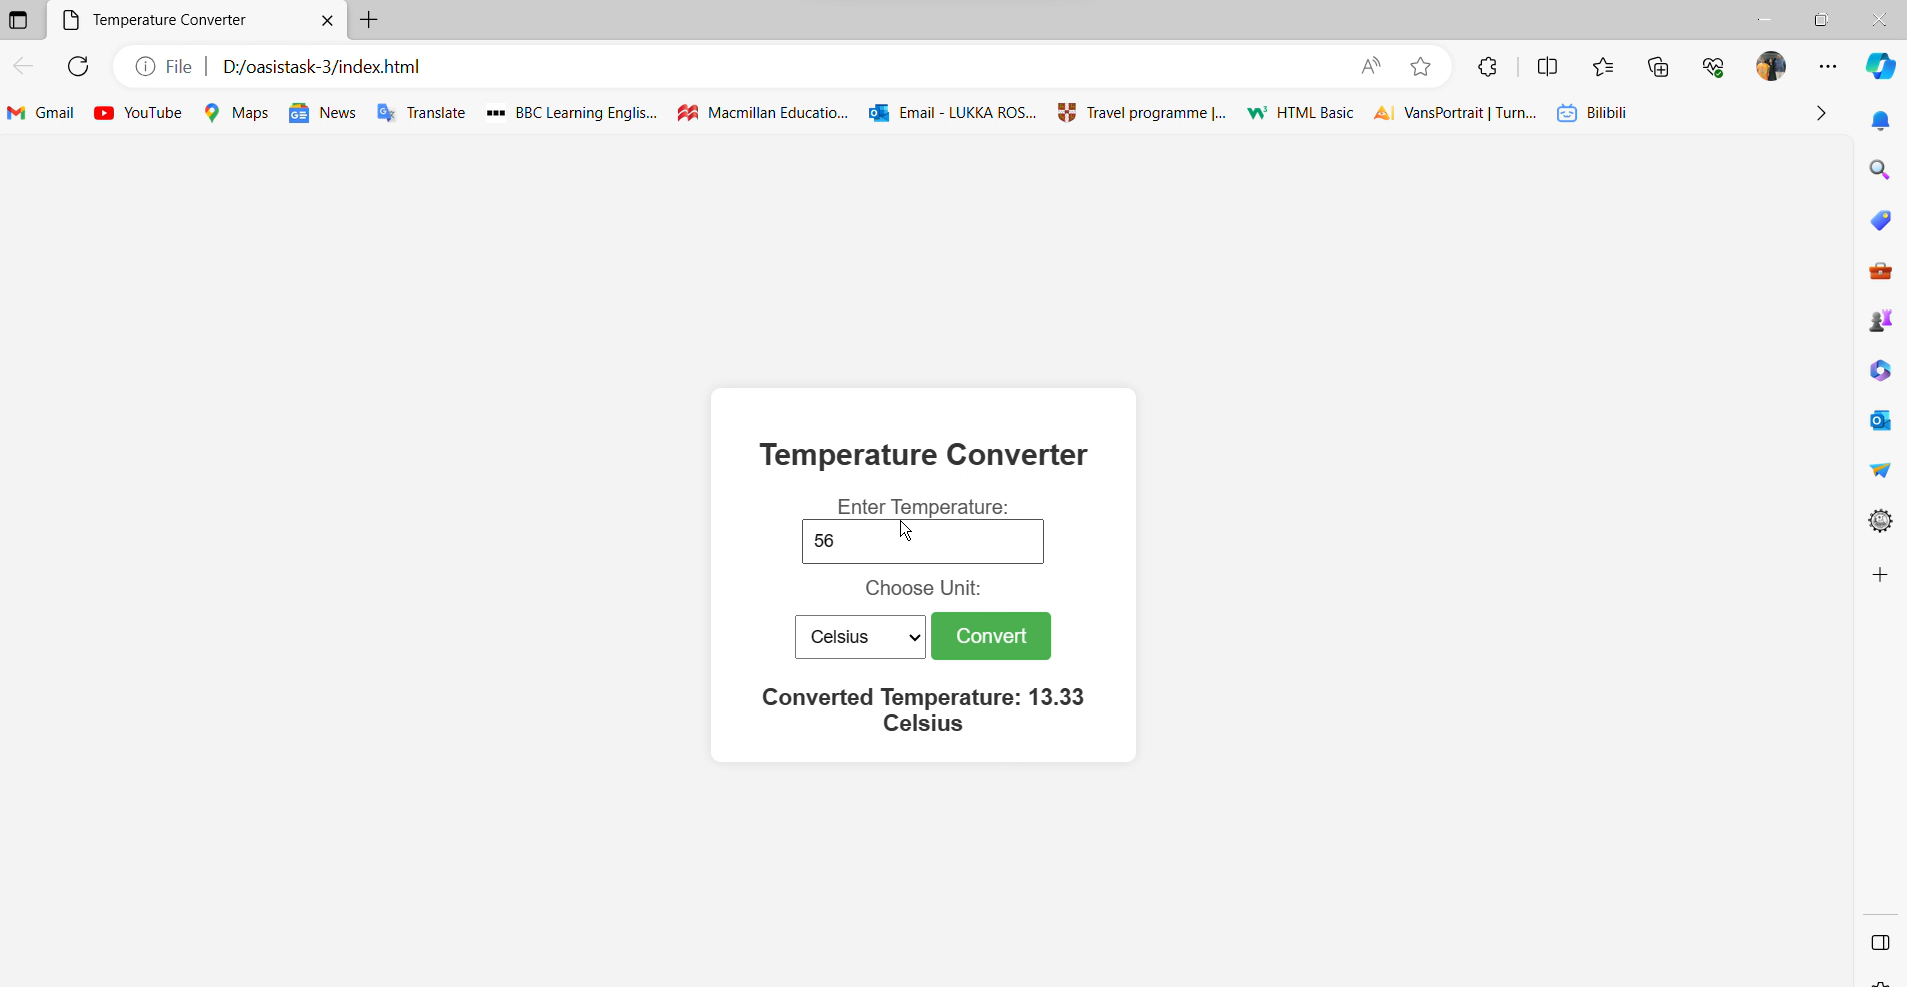 Temperature Converter
File
D:/oasistask-3/index.html
Gmail
YouTube
Maps
News
Translate
BBC Learning Englis...
Macmillan Educatio...
Email - LUKKA ROS...
Travel programme |...
HTML Basic
VansPortrait | Turn...
Bilibili
Temperature Converter
Enter Temperature:
56
Choose Unit:
Celsius
Convert
Converted Temperature: 13.33
Celsius